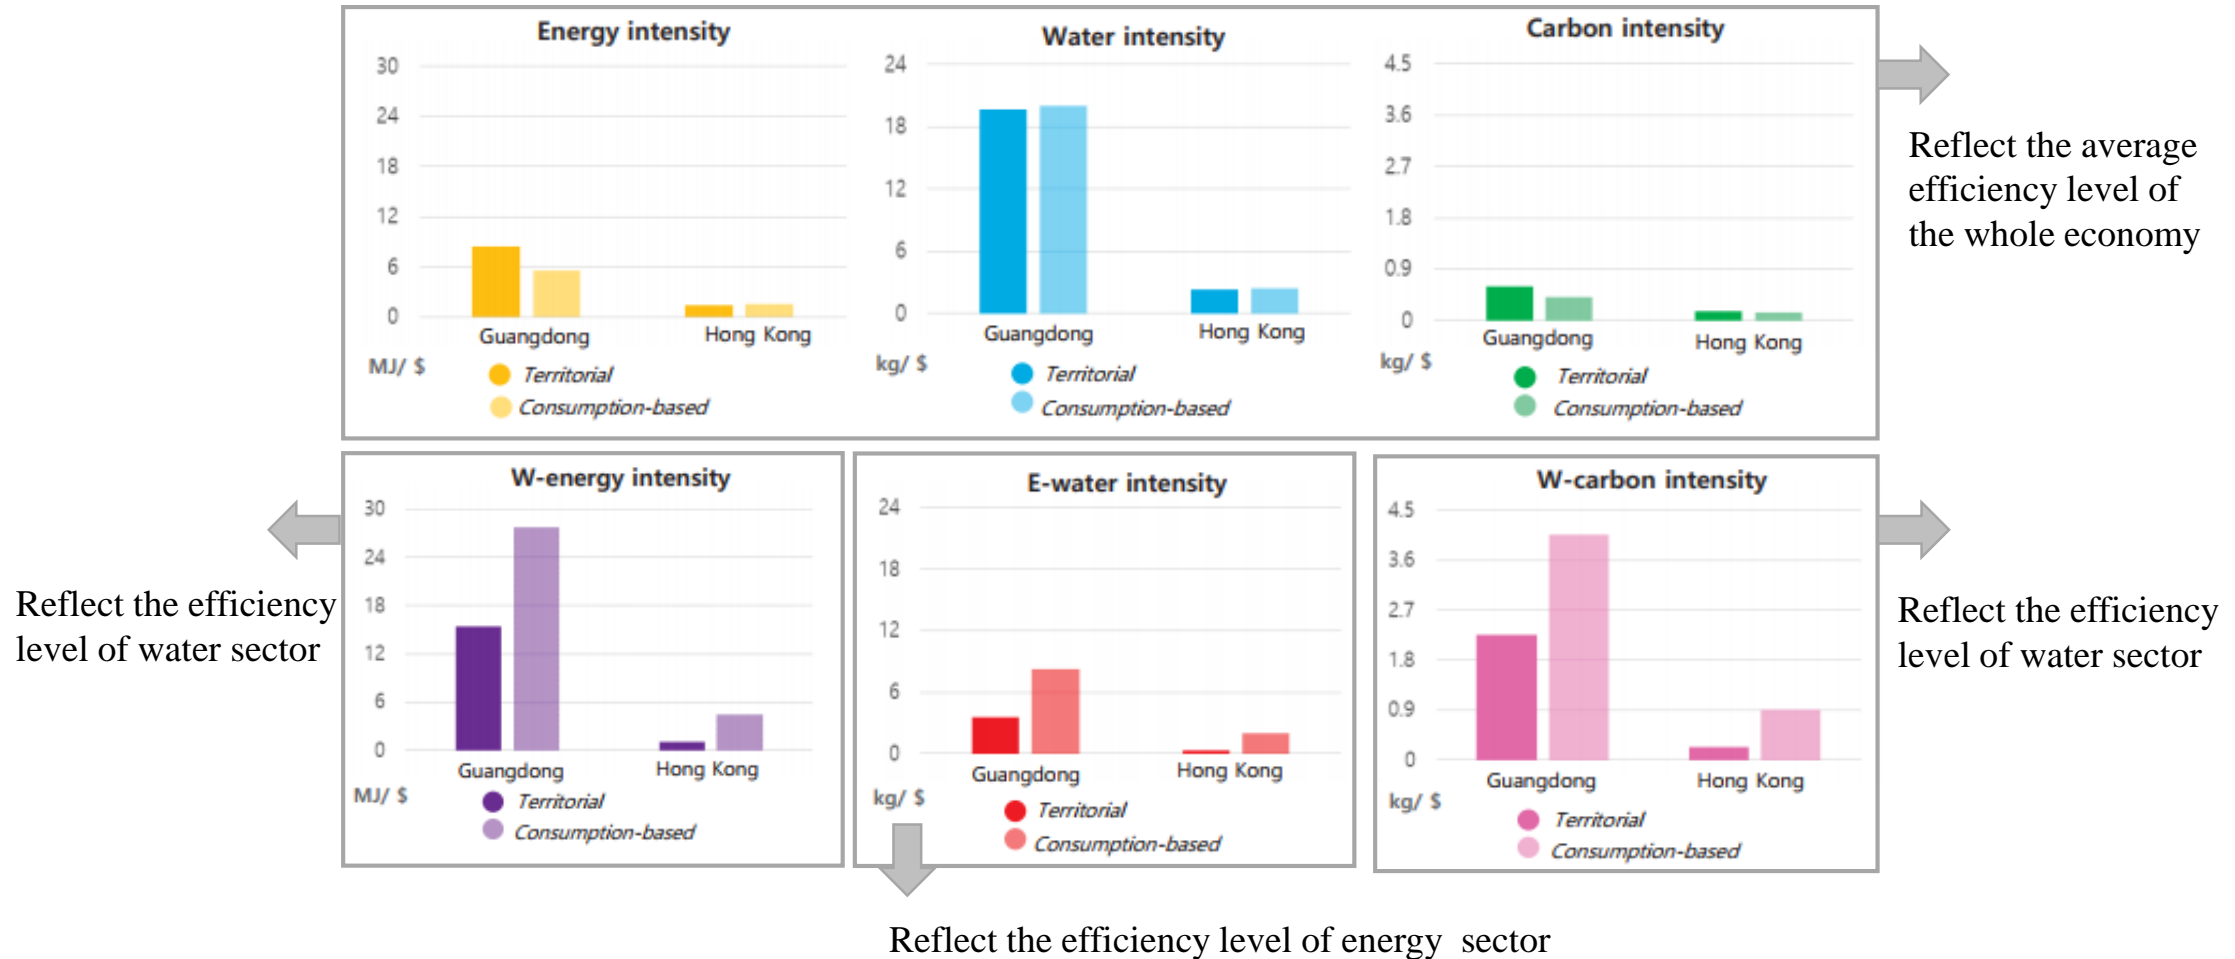 Energy intensity
30
24
18
12
6
0
Guangdong
Hong Kong
MJ/ $
Territorial
Consumption-based
Water intensity
24
18
12
6
0
Guangdong
Hong Kong
kg/ $
Territorial
Consumption-based
Carbon intensity
4.5
3.6
2.7
1.8
0.9
0
Guangdong
Hong Kong
kg/ $
Territorial
Consumption-based
Reflect the average
efficiency level of
the whole economy
Reflect the efficiency
level of water sector
W-energy intensity
30
24
18
12
6
0
Guangdong
Hong Kong
MJ/ $
Territorial
Consumption-based
E-water intensity
24
18
12
6
0
Guangdong
Hong Kong
kg/ $
Territorial
Consumption-based
W-carbon intensity
4.5
3.6
2.7
1.8
0.9
0
Guangdong
Hong Kong
kg/ $
Territorial
Consumption-based
Reflect the efficiency
level of water sector
Reflect the efficiency level of energy  sector